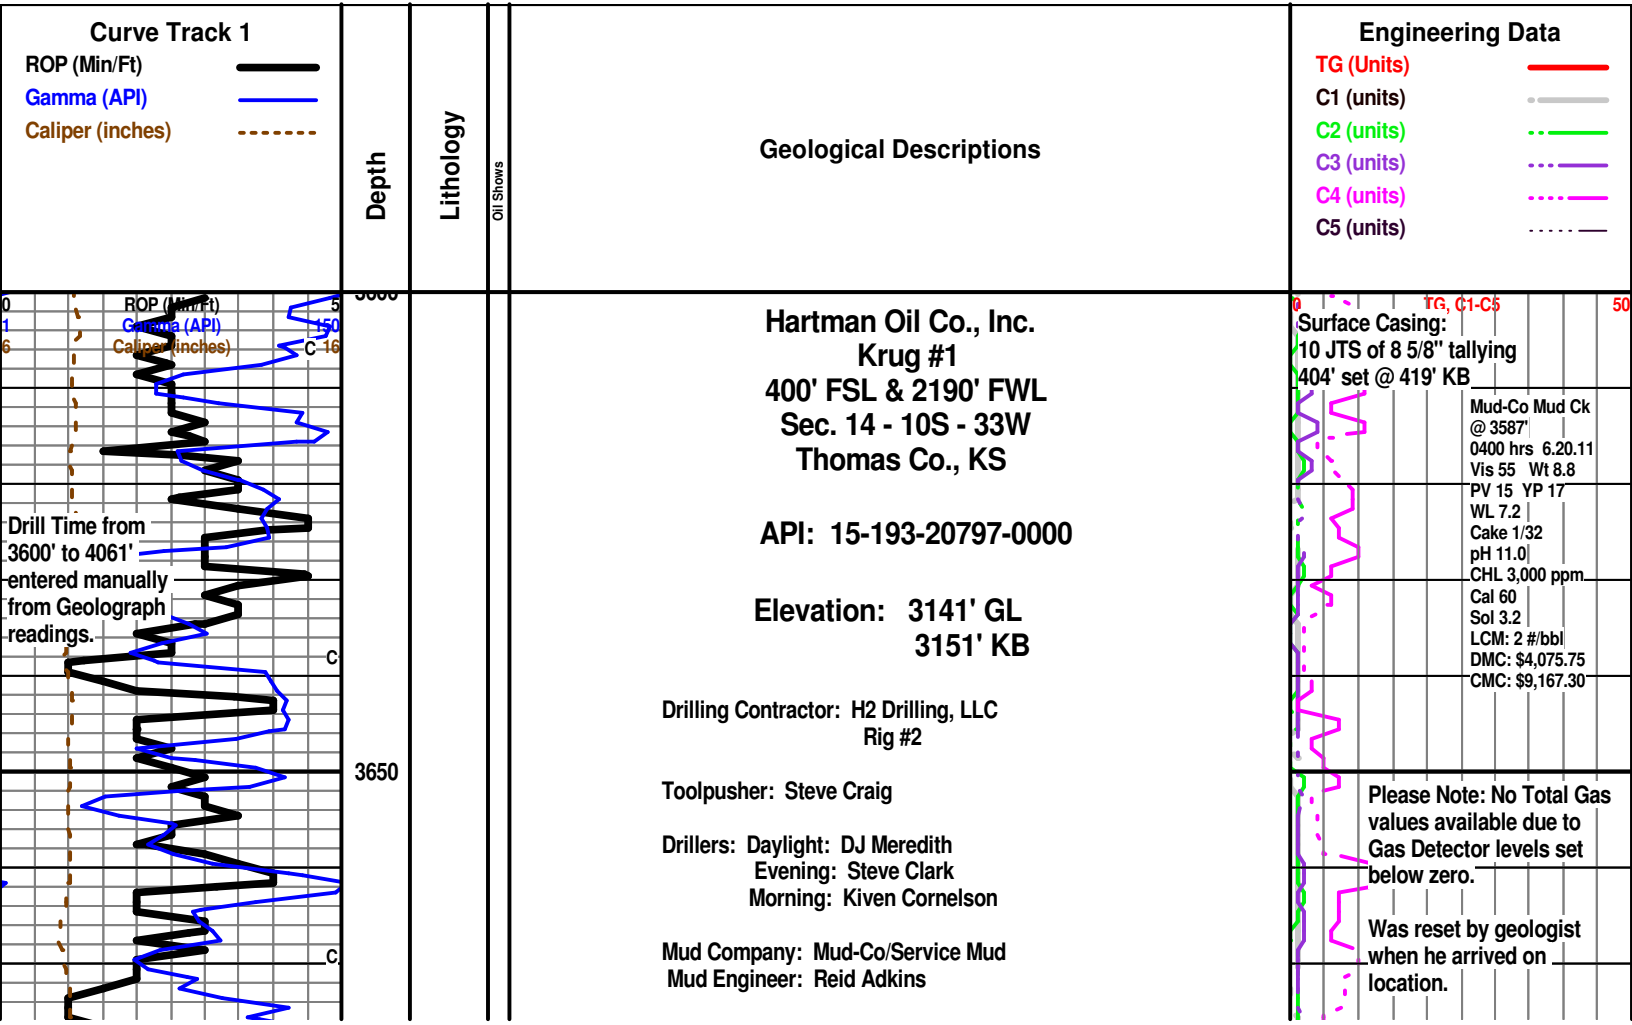 Curve Track 1
ROP (Min/Ft)
Gamma (API)
Caliper (inches)
Depth
Lithology
Oil Shows
Geological Descriptions
Engineering Data
TG (Units)
C1 (units)
C2 (units)
C3 (units)
C4 (units)
C5 (units)
0 ROP (Min/Ft) 5
1 Gamma (API) 150
6 Caliper (inches) 16
C
Drill Time from
3600' to 4061'
entered manually
from Geolograph
readings.
C
C
3600
3650
Hartman Oil Co., Inc.
Krug #1
400' FSL & 2190' FWL
Sec. 14 - 10S - 33W
Thomas Co., KS
API: 15-193-20797-0000
Elevation: 3141' GL
3151' KB
Drilling Contractor: H2 Drilling, LLC
Rig #2
Toolpusher: Steve Craig
Drillers: Daylight: DJ Meredith
Evening: Steve Clark
Morning: Kiven Cornelson
Mud Company: Mud-Co/Service Mud
Mud Engineer: Reid Adkins
0 TG, C1-C5 50
Surface Casing:
10 JTS of 8 5/8" tallying
404' set @ 419' KB
Mud-Co Mud Ck
@ 3587'
0400 hrs 6.20.11
Vis 55 Wt 8.8
PV 15 YP 17
WL 7.2
Cake 1/32
pH 11.0
CHL 3,000 ppm
Cal 60
Sol 3.2
LCM: 2 #/bbl
DMC: $4,075.75
CMC: $9,167.30
Please Note: No Total Gas
values available due to
Gas Detector levels set
below zero.
Was reset by geologist
when he arrived on
location.